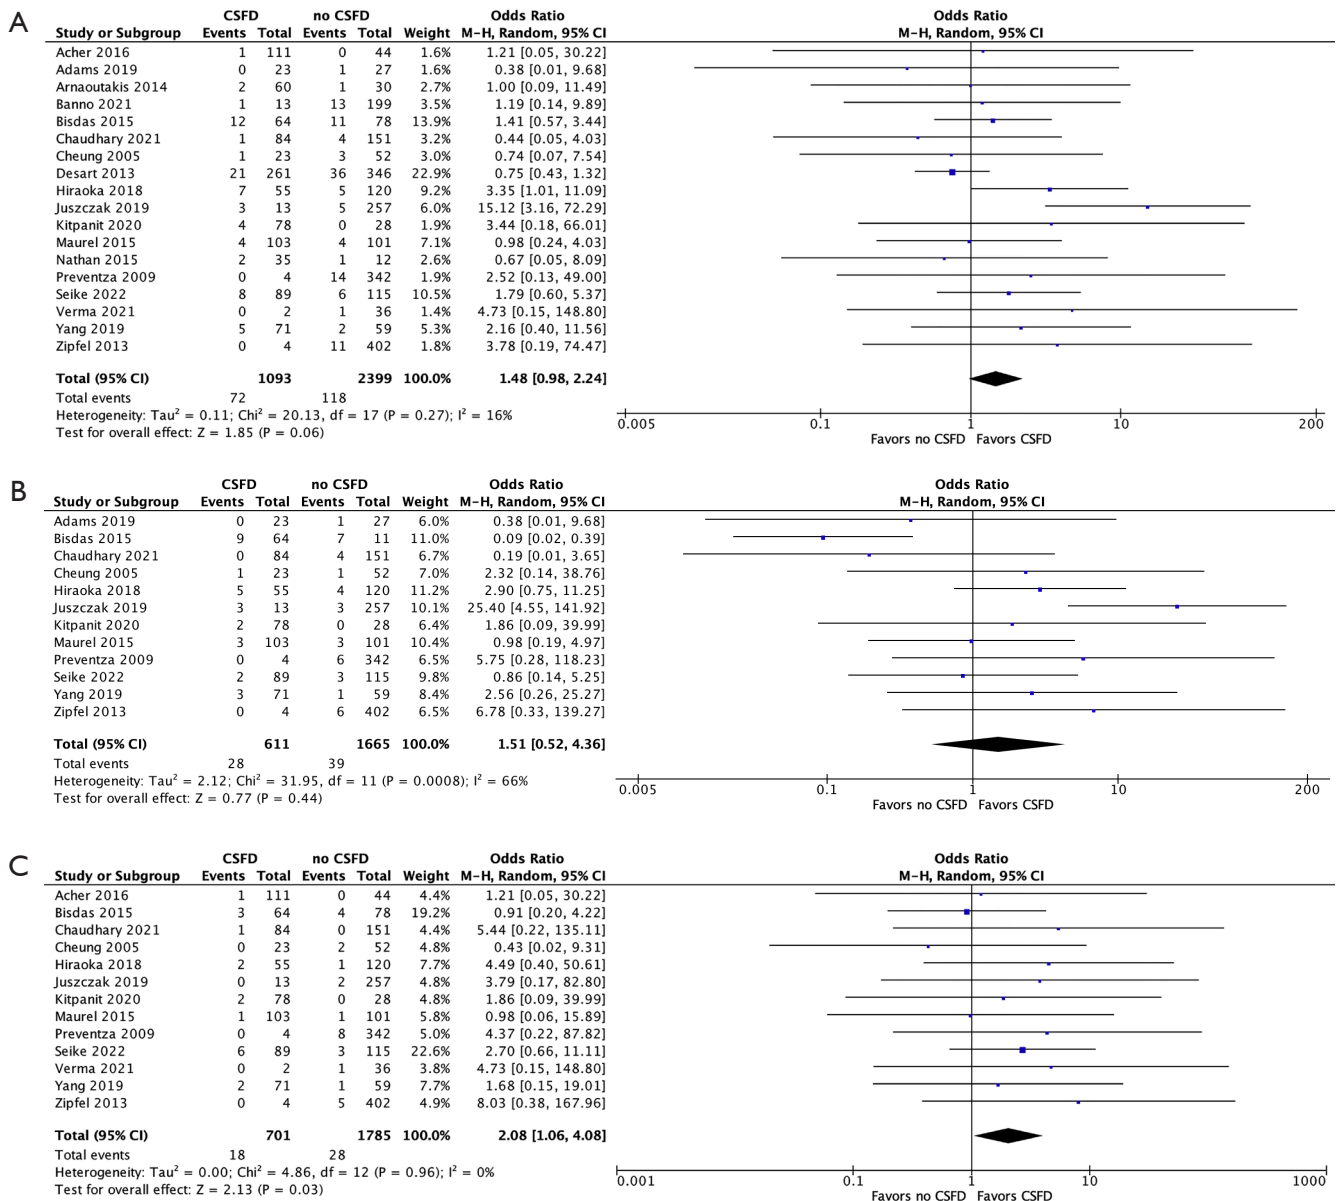 A
CSFD no CSFD Odds Ratio Odds Ratio
Study or Subgroup Events Total Events Total Weight M-H, Random, 95% CI M-H, Random, 95% CI
Acher 2016 1 111 0 44 1.6% 1.21 [0.05, 30.22]
Adams 2019 0 23 1 27 1.6% 0.38 [0.01, 9.68]
Arnaoutakis 2014 2 60 1 30 2.7% 1.00 [0.09, 11.49]
Banno 2021 1 13 13 199 3.5% 1.19 [0.14, 9.89]
Bisdas 2015 12 64 11 78 13.9% 1.41 [0.57, 3.44]
Chaudhary 2021 1 84 4 151 3.2% 0.44 [0.05, 4.03]
Cheung 2005 1 23 3 52 3.0% 0.74 [0.07, 7.54]
Desart 2013 21 261 36 346 22.9% 0.75 [0.43, 1.32]
Hiraoka 2018 7 55 5 120 9.2% 3.35 [1.01, 11.09]
Juszczak 2019 3 13 5 257 6.0% 15.12 [3.16, 72.29]
Kitpanit 2020 4 78 0 28 1.9% 3.44 [0.18, 66.01]
Maurel 2015 4 103 4 101 7.1% 0.98 [0.24, 4.03]
Nathan 2015 2 35 1 12 2.6% 0.67 [0.05, 8.09]
Preventza 2009 0 4 14 342 1.9% 2.52 [0.13, 49.00]
Seike 2022 8 89 6 115 10.5% 1.79 [0.60, 5.37]
Verma 2021 0 2 1 36 1.4% 4.73 [0.15, 148.80]
Yang 2019 5 71 2 59 5.3% 2.16 [0.40, 11.56]
Zipfel 2013 0 4 11 402 1.8% 3.78 [0.19, 74.47]
Total (95% CI) 1093 2399 100.0% 1.48 [0.98, 2.24]
Total events 72 118
Heterogeneity: Tau² = 0.11; Chi² = 20.13, df = 17 (P = 0.27); I² = 16%
Test for overall effect: Z = 1.85 (P = 0.06)
0.005 0.1 1 10 200
Favors no CSFD Favors CSFD
B
CSFD no CSFD Odds Ratio Odds Ratio
Study or Subgroup Events Total Events Total Weight M-H, Random, 95% CI M-H, Random, 95% CI
Adams 2019 0 23 1 27 6.0% 0.38 [0.01, 9.68]
Bisdas 2015 9 64 7 11 11.0% 0.09 [0.02, 0.39]
Chaudhary 2021 0 84 4 151 6.7% 0.19 [0.01, 3.65]
Cheung 2005 1 23 1 52 7.0% 2.32 [0.14, 38.76]
Hiraoka 2018 5 55 4 120 11.2% 2.90 [0.75, 11.25]
Juszczak 2019 3 13 3 257 10.1% 25.40 [4.55, 141.92]
Kitpanit 2020 2 78 0 28 6.4% 1.86 [0.09, 39.99]
Maurel 2015 3 103 3 101 10.4% 0.98 [0.19, 4.97]
Preventza 2009 0 4 6 342 6.5% 5.75 [0.28, 118.23]
Seike 2022 2 89 3 115 9.8% 0.86 [0.14, 5.25]
Yang 2019 3 71 1 59 8.4% 2.56 [0.26, 25.27]
Zipfel 2013 0 4 6 402 6.5% 6.78 [0.33, 139.27]
Total (95% CI) 611 1665 100.0% 1.51 [0.52, 4.36]
Total events 28 39
Heterogeneity: Tau² = 2.12; Chi² = 31.95, df = 11 (P = 0.0008); I² = 66%
Test for overall effect: Z = 0.77 (P = 0.44)
0.005 0.1 1 10 200
Favors no CSFD Favors CSFD
C
CSFD no CSFD Odds Ratio Odds Ratio
Study or Subgroup Events Total Events Total Weight M-H, Random, 95% CI M-H, Random, 95% CI
Acher 2016 1 111 0 44 4.4% 1.21 [0.05, 30.22]
Bisdas 2015 3 64 4 78 19.2% 0.91 [0.20, 4.22]
Chaudhary 2021 1 84 0 151 4.4% 5.44 [0.22, 135.11]
Cheung 2005 0 23 2 52 4.8% 0.43 [0.02, 9.31]
Hiraoka 2018 2 55 1 120 7.7% 4.49 [0.40, 50.61]
Juszczak 2019 0 13 2 257 4.8% 3.79 [0.17, 82.80]
Kitpanit 2020 2 78 0 28 4.8% 1.86 [0.09, 39.99]
Maurel 2015 1 103 1 101 5.8% 0.98 [0.06, 15.89]
Preventza 2009 0 4 8 342 5.0% 4.37 [0.22, 87.82]
Seike 2022 6 89 3 115 22.6% 2.70 [0.66, 11.11]
Verma 2021 0 2 1 36 3.8% 4.73 [0.15, 148.80]
Yang 2019 2 71 1 59 7.7% 1.68 [0.15, 19.01]
Zipfel 2013 0 4 5 402 4.9% 8.03 [0.38, 167.96]
Total (95% CI) 701 1785 100.0% 2.08 [1.06, 4.08]
Total events 18 28
Heterogeneity: Tau² = 0.00; Chi² = 4.86, df = 12 (P = 0.96); I² = 0%
Test for overall effect: Z = 2.13 (P = 0.03)
0.001 0.1 1 10 1000
Favors no CSFD Favors CSFD